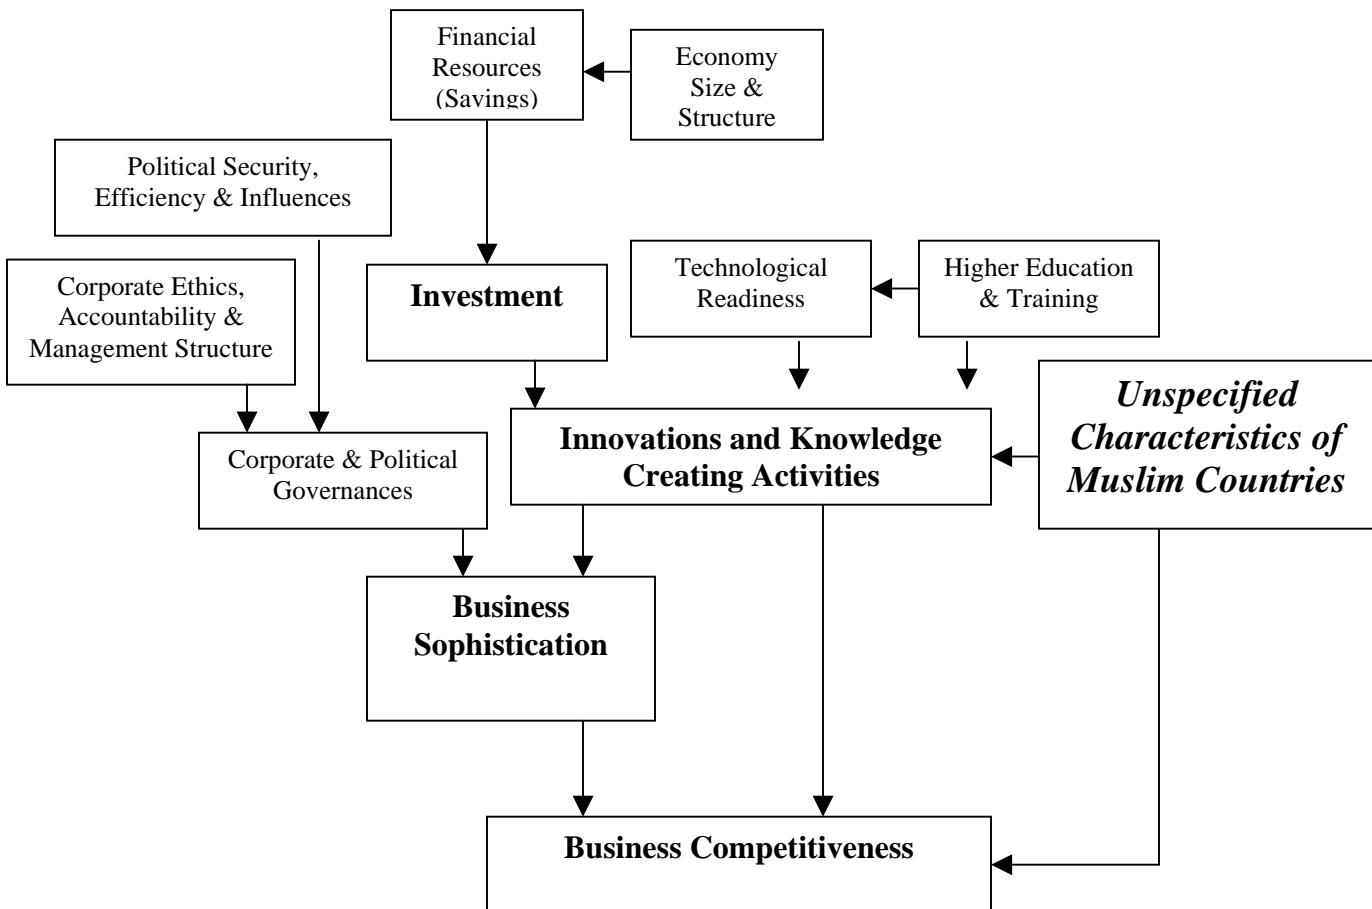 Financial
Resources
(Savings)
Economy
Size &
Structure
Political Security,
Efficiency & Influences
Corporate Ethics,
Accountability &
Management Structure
Investment
Technological
Readiness
Higher Education
& Training
Unspecified
Characteristics of
Muslim Countries
Innovations and Knowledge
Creating Activities
Corporate & Political
Governances
Business
Sophistication
Business Competitiveness